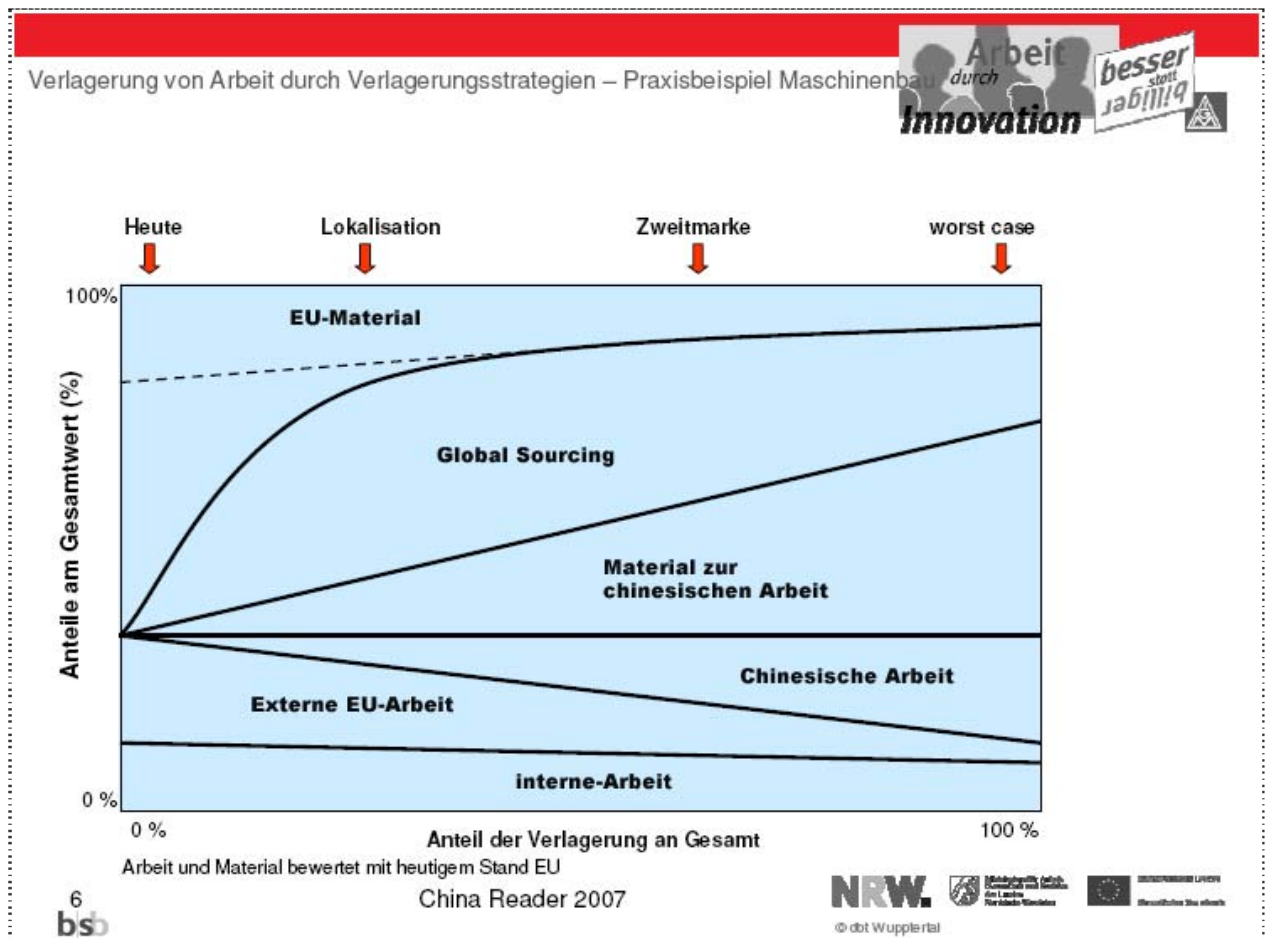 Verlagerung von Arbeit durch Verlagerungsstrategien – Praxisbeispiel Maschinenbau
Arbeit
durch
Innovation
besser
statt
billiger
Heute
Lokalisation
Zweitmarke
worst case
100%
EU-Material
Global Sourcing
Material zur
chinesischen Arbeit
Chinesische Arbeit
Externe EU-Arbeit
interne-Arbeit
Anteile am Gesamtwert (%)
0 %
0 %
100 %
Anteil der Verlagerung an Gesamt
Arbeit und Material bewertet mit heutigem Stand EU
6
China Reader 2007
bsb
NRW.
© dbt Wuppertal